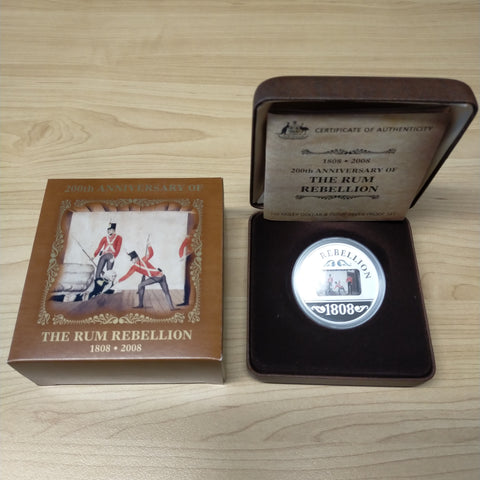 200th ANNIVERSARY OF
THE RUM REBELLION
1808 • 2008
CERTIFICATE OF AUTHENTICITY
1808 • 2008
200th ANNIVERSARY OF
THE RUM
REBELLION
REBELLION
1808